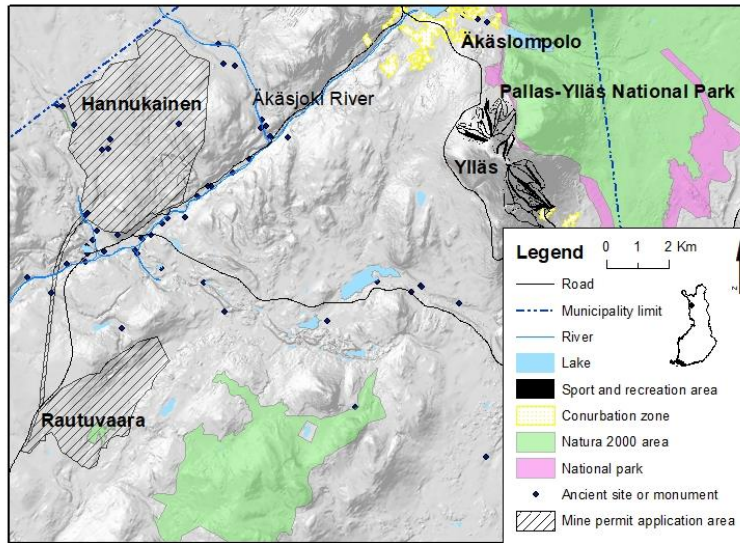 Äkäslompolo
Hannukainen
Äkäsjoki River
Pallas-Ylläs National Park
Ylläs
Rautuvaara
Legend
0 1 2 Km
N
Road
Municipality limit
River
Lake
Sport and recreation area
Conurbation zone
Natura 2000 area
National park
Ancient site or monument
Mine permit application area